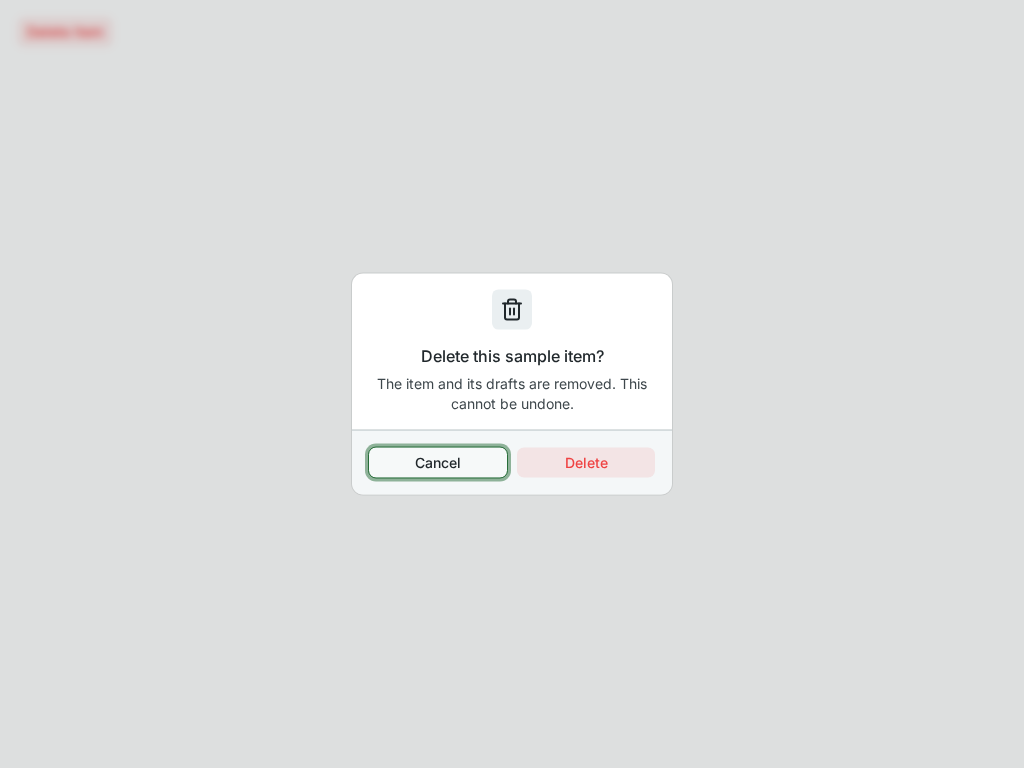 Delete this sample item?
The item and its drafts are removed. This
cannot be undone.
Cancel
Delete